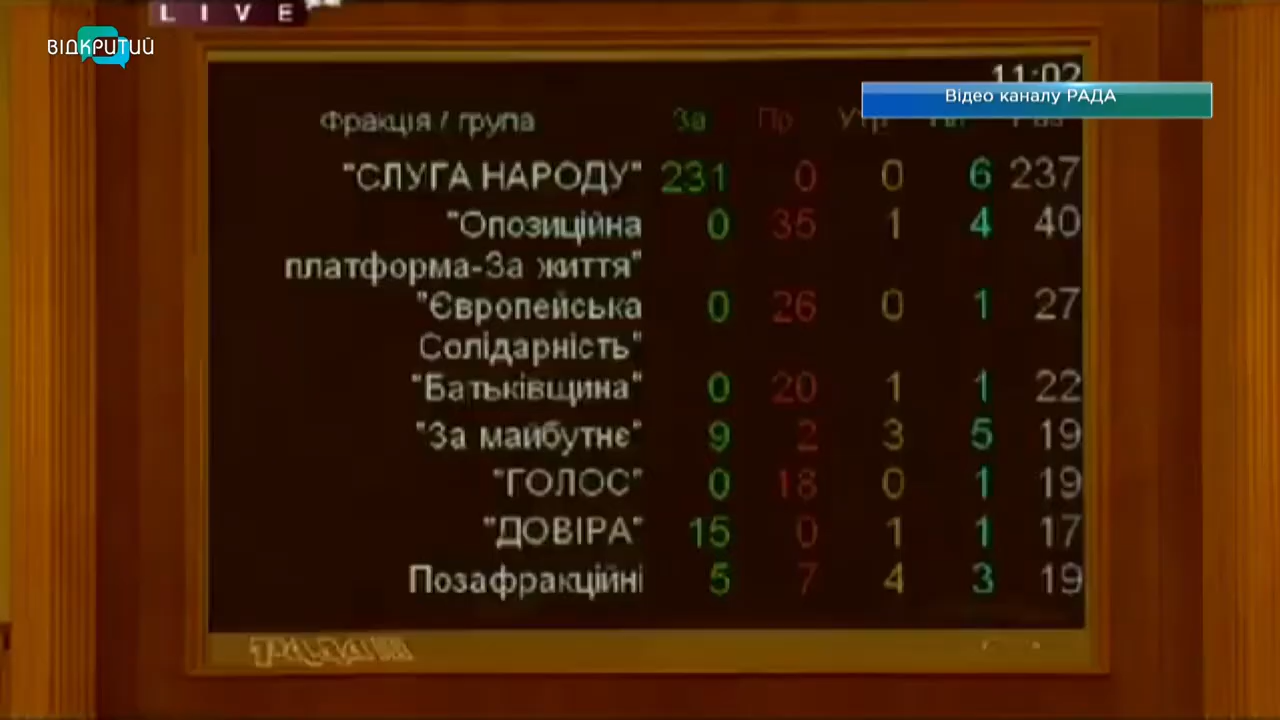 LIVE
ВІДКРИТИЙ
11:02
Відео каналу РАДА
Фракція / група За Пр Утр
"СЛУГА НАРОДУ" 231 0 0 6 237
"Опозиційна 0 35 1 4 40
платформа-За життя"
"Європейська 0 26 0 1 27
Солідарність"
"Батьківщина" 0 20 1 1 22
"За майбутнє" 9 2 3 5 19
"ГОЛОС" 0 18 0 1 19
"ДОВІРА" 15 0 1 1 17
Позафракційні 5 7 4 3 19